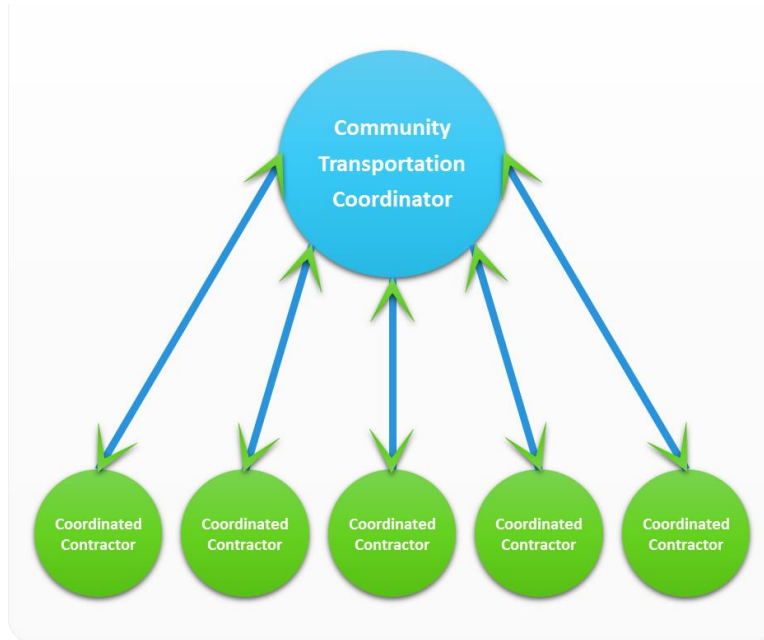 Community
Transportation
Coordinator
Coordinated
Contractor
Coordinated
Contractor
Coordinated
Contractor
Coordinated
Contractor
Coordinated
Contractor